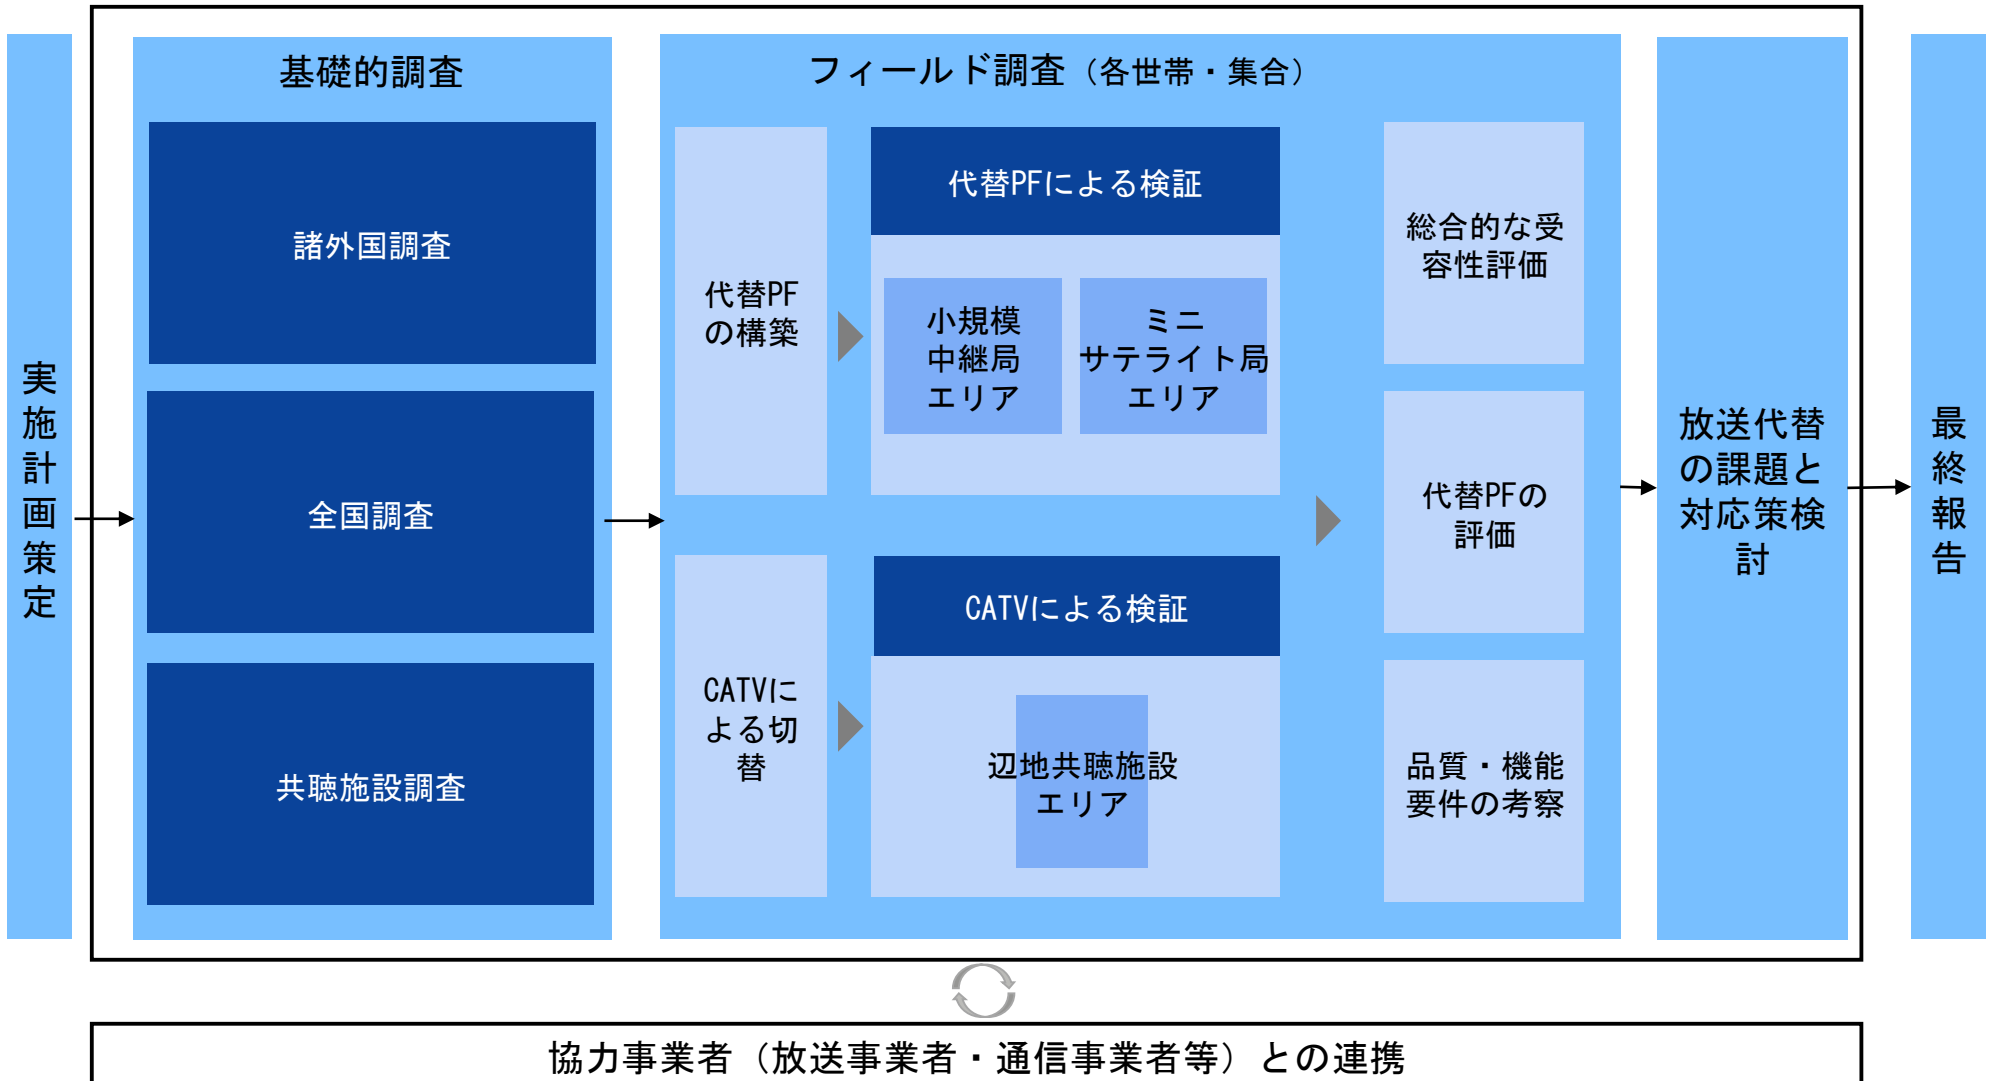 実施計画策定
基礎的調査
諸外国調査
全国調査
共聴施設調査
フィールド調査（各世帯・集合）
代替PF
の構築
代替PFによる検証
小規模
中継局
エリア
ミニ
サテライト局
エリア
CATVに
よる切
替
CATVによる検証
辺地共聴施設
エリア
総合的な受
容性評価
代替PFの
評価
品質・機能
要件の考察
放送代替
の課題と
対応策検
討
最終報告
協力事業者（放送事業者・通信事業者等）との連携